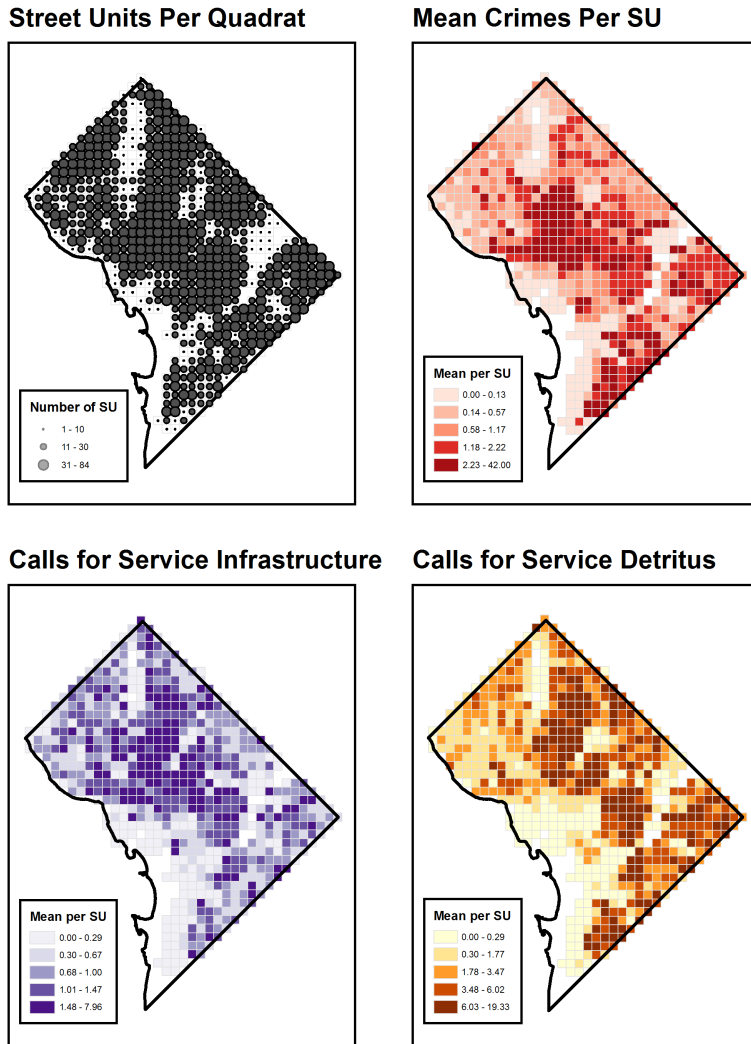 Street Units Per Quadrat
Number of SU
1 - 10
11 - 30
31 - 84
Mean Crimes Per SU
Mean per SU
0.00 - 0.13
0.14 - 0.57
0.58 - 1.17
1.18 - 2.22
2.23 - 42.00
Calls for Service Infrastructure
Mean per SU
0.00 - 0.29
0.30 - 0.67
0.68 - 1.00
1.01 - 1.47
1.48 - 7.96
Calls for Service Detritus
Mean per SU
0.00 - 0.29
0.30 - 1.77
1.78 - 3.47
3.48 - 6.02
6.03 - 19.33